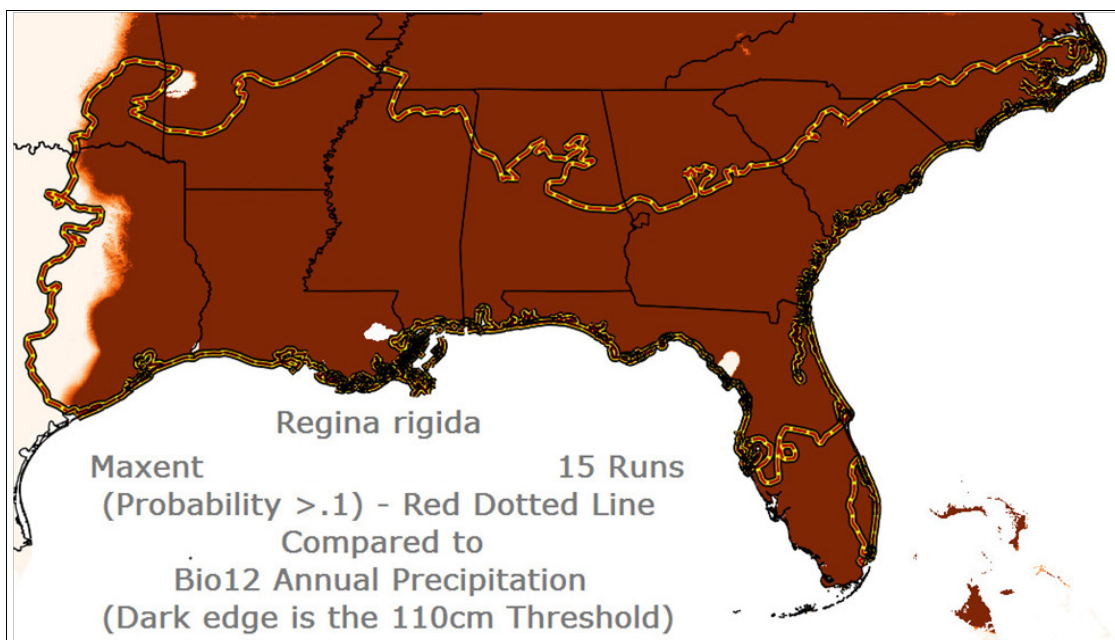 Regina rigida
Maxent 15 Runs
(Probability >.1) - Red Dotted Line
Compared to
Bio12 Annual Precipitation
(Dark edge is the 110cm Threshold)